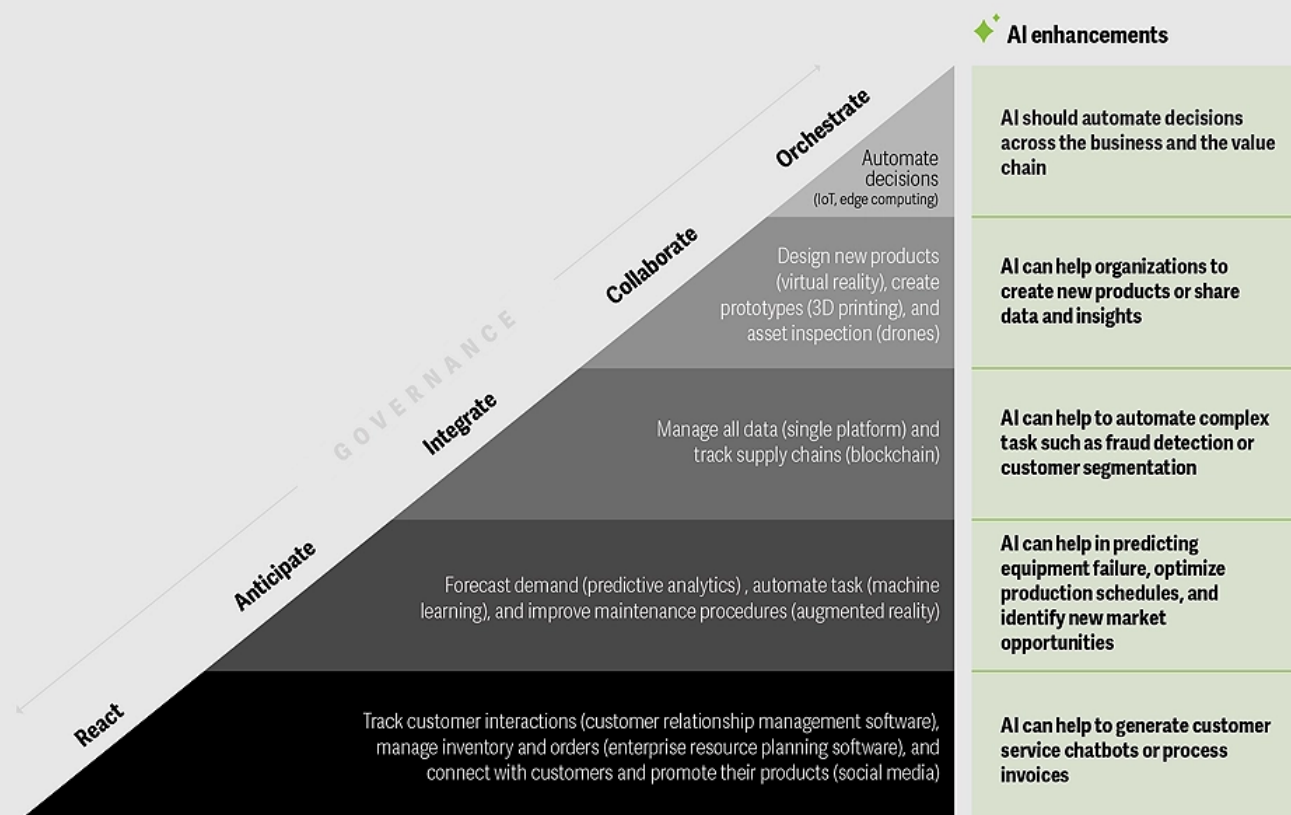 AI enhancements
Orchestrate
Automate
decisions
(IoT, edge computing)
AI should automate decisions
across the business and the value
chain
Collaborate
Design new products
(virtual reality), create
prototypes (3D printing), and
asset inspection (drones)
AI can help organizations to
create new products or share
data and insights
GOVERNANCE
Integrate
Manage all data (single platform) and
track supply chains (blockchain)
AI can help to automate complex
task such as fraud detection or
customer segmentation
Anticipate
Forecast demand (predictive analytics) , automate task (machine
learning), and improve maintenance procedures (augmented reality)
AI can help in predicting
equipment failure, optimize
production schedules, and
identify new market
opportunities
React
Track customer interactions (customer relationship management software),
manage inventory and orders (enterprise resource planning software), and
connect with customers and promote their products (social media)
AI can help to generate customer
service chatbots or process
invoices